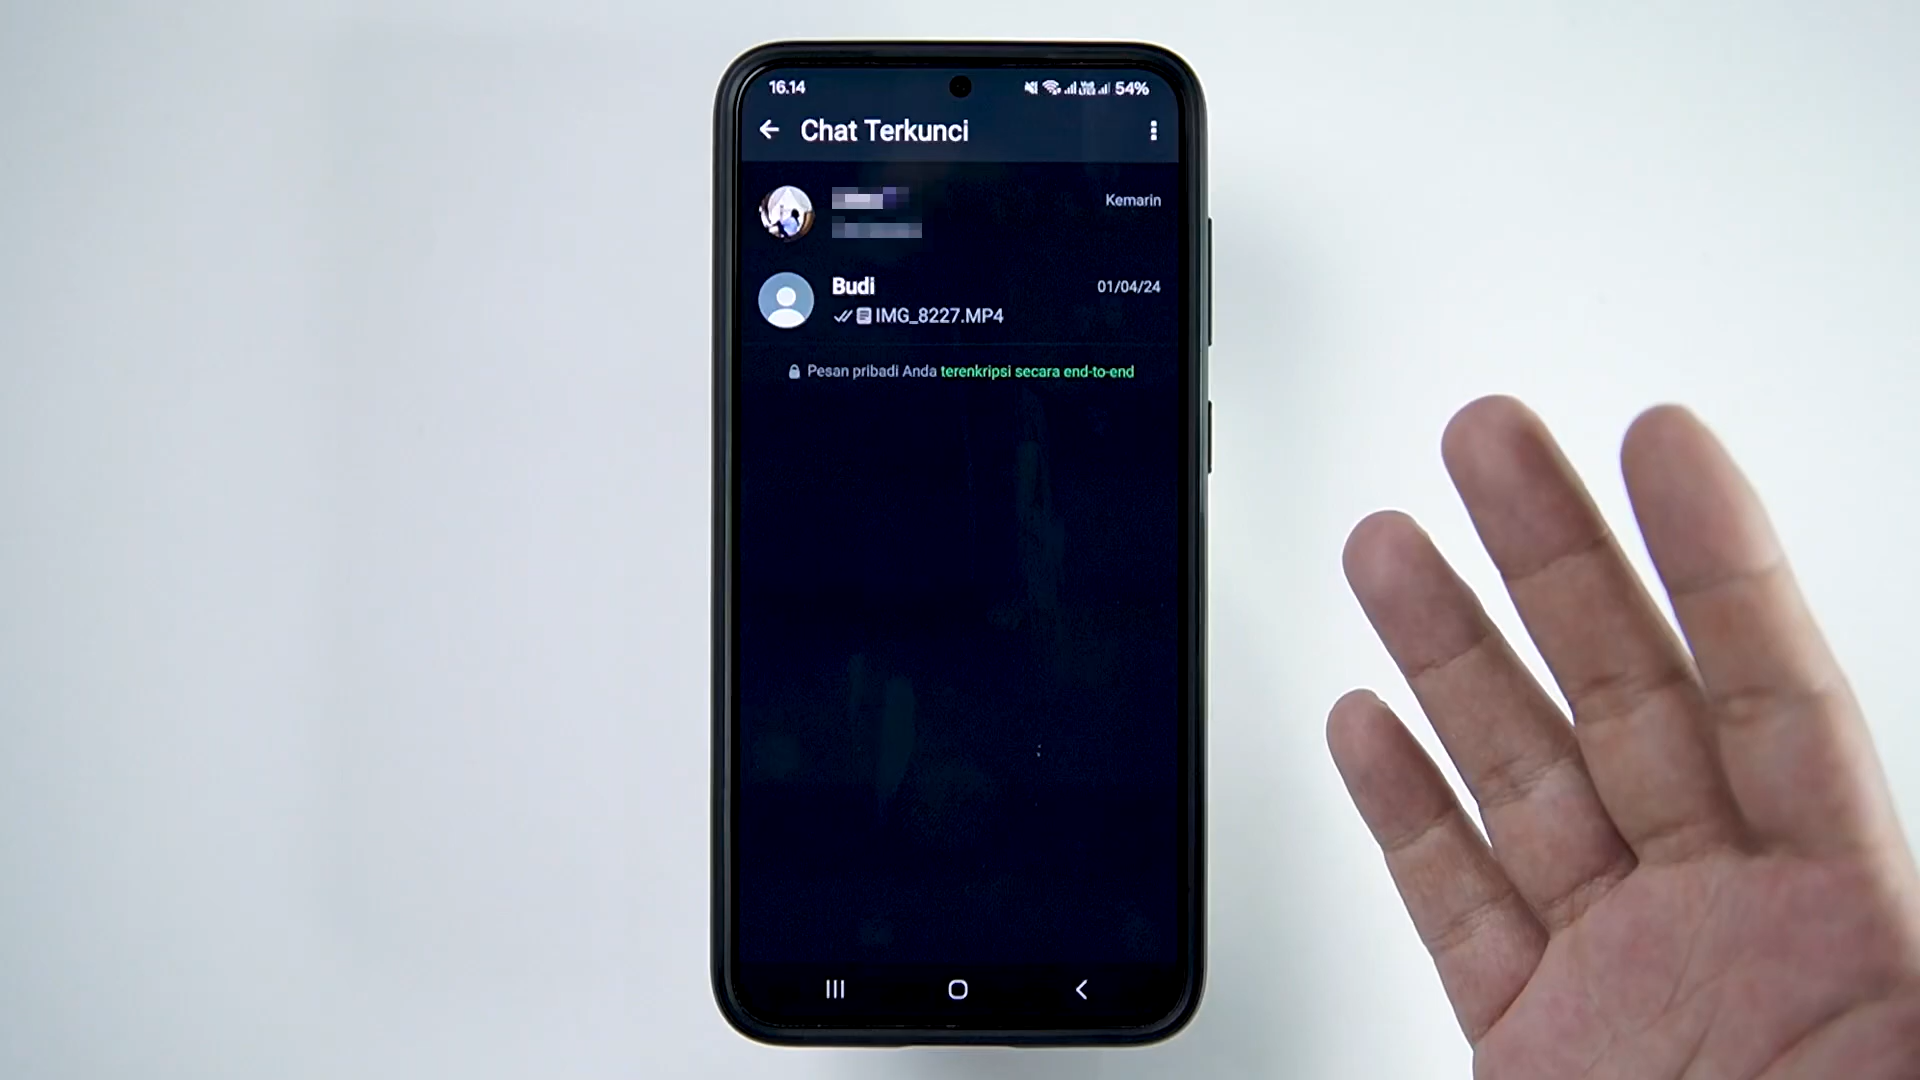 16.14
54%
Chat Terkunci
Kemarin
Budi
01/04/24
IMG_8227.MP4
Pesan pribadi Anda terenkripsi secara end-to-end